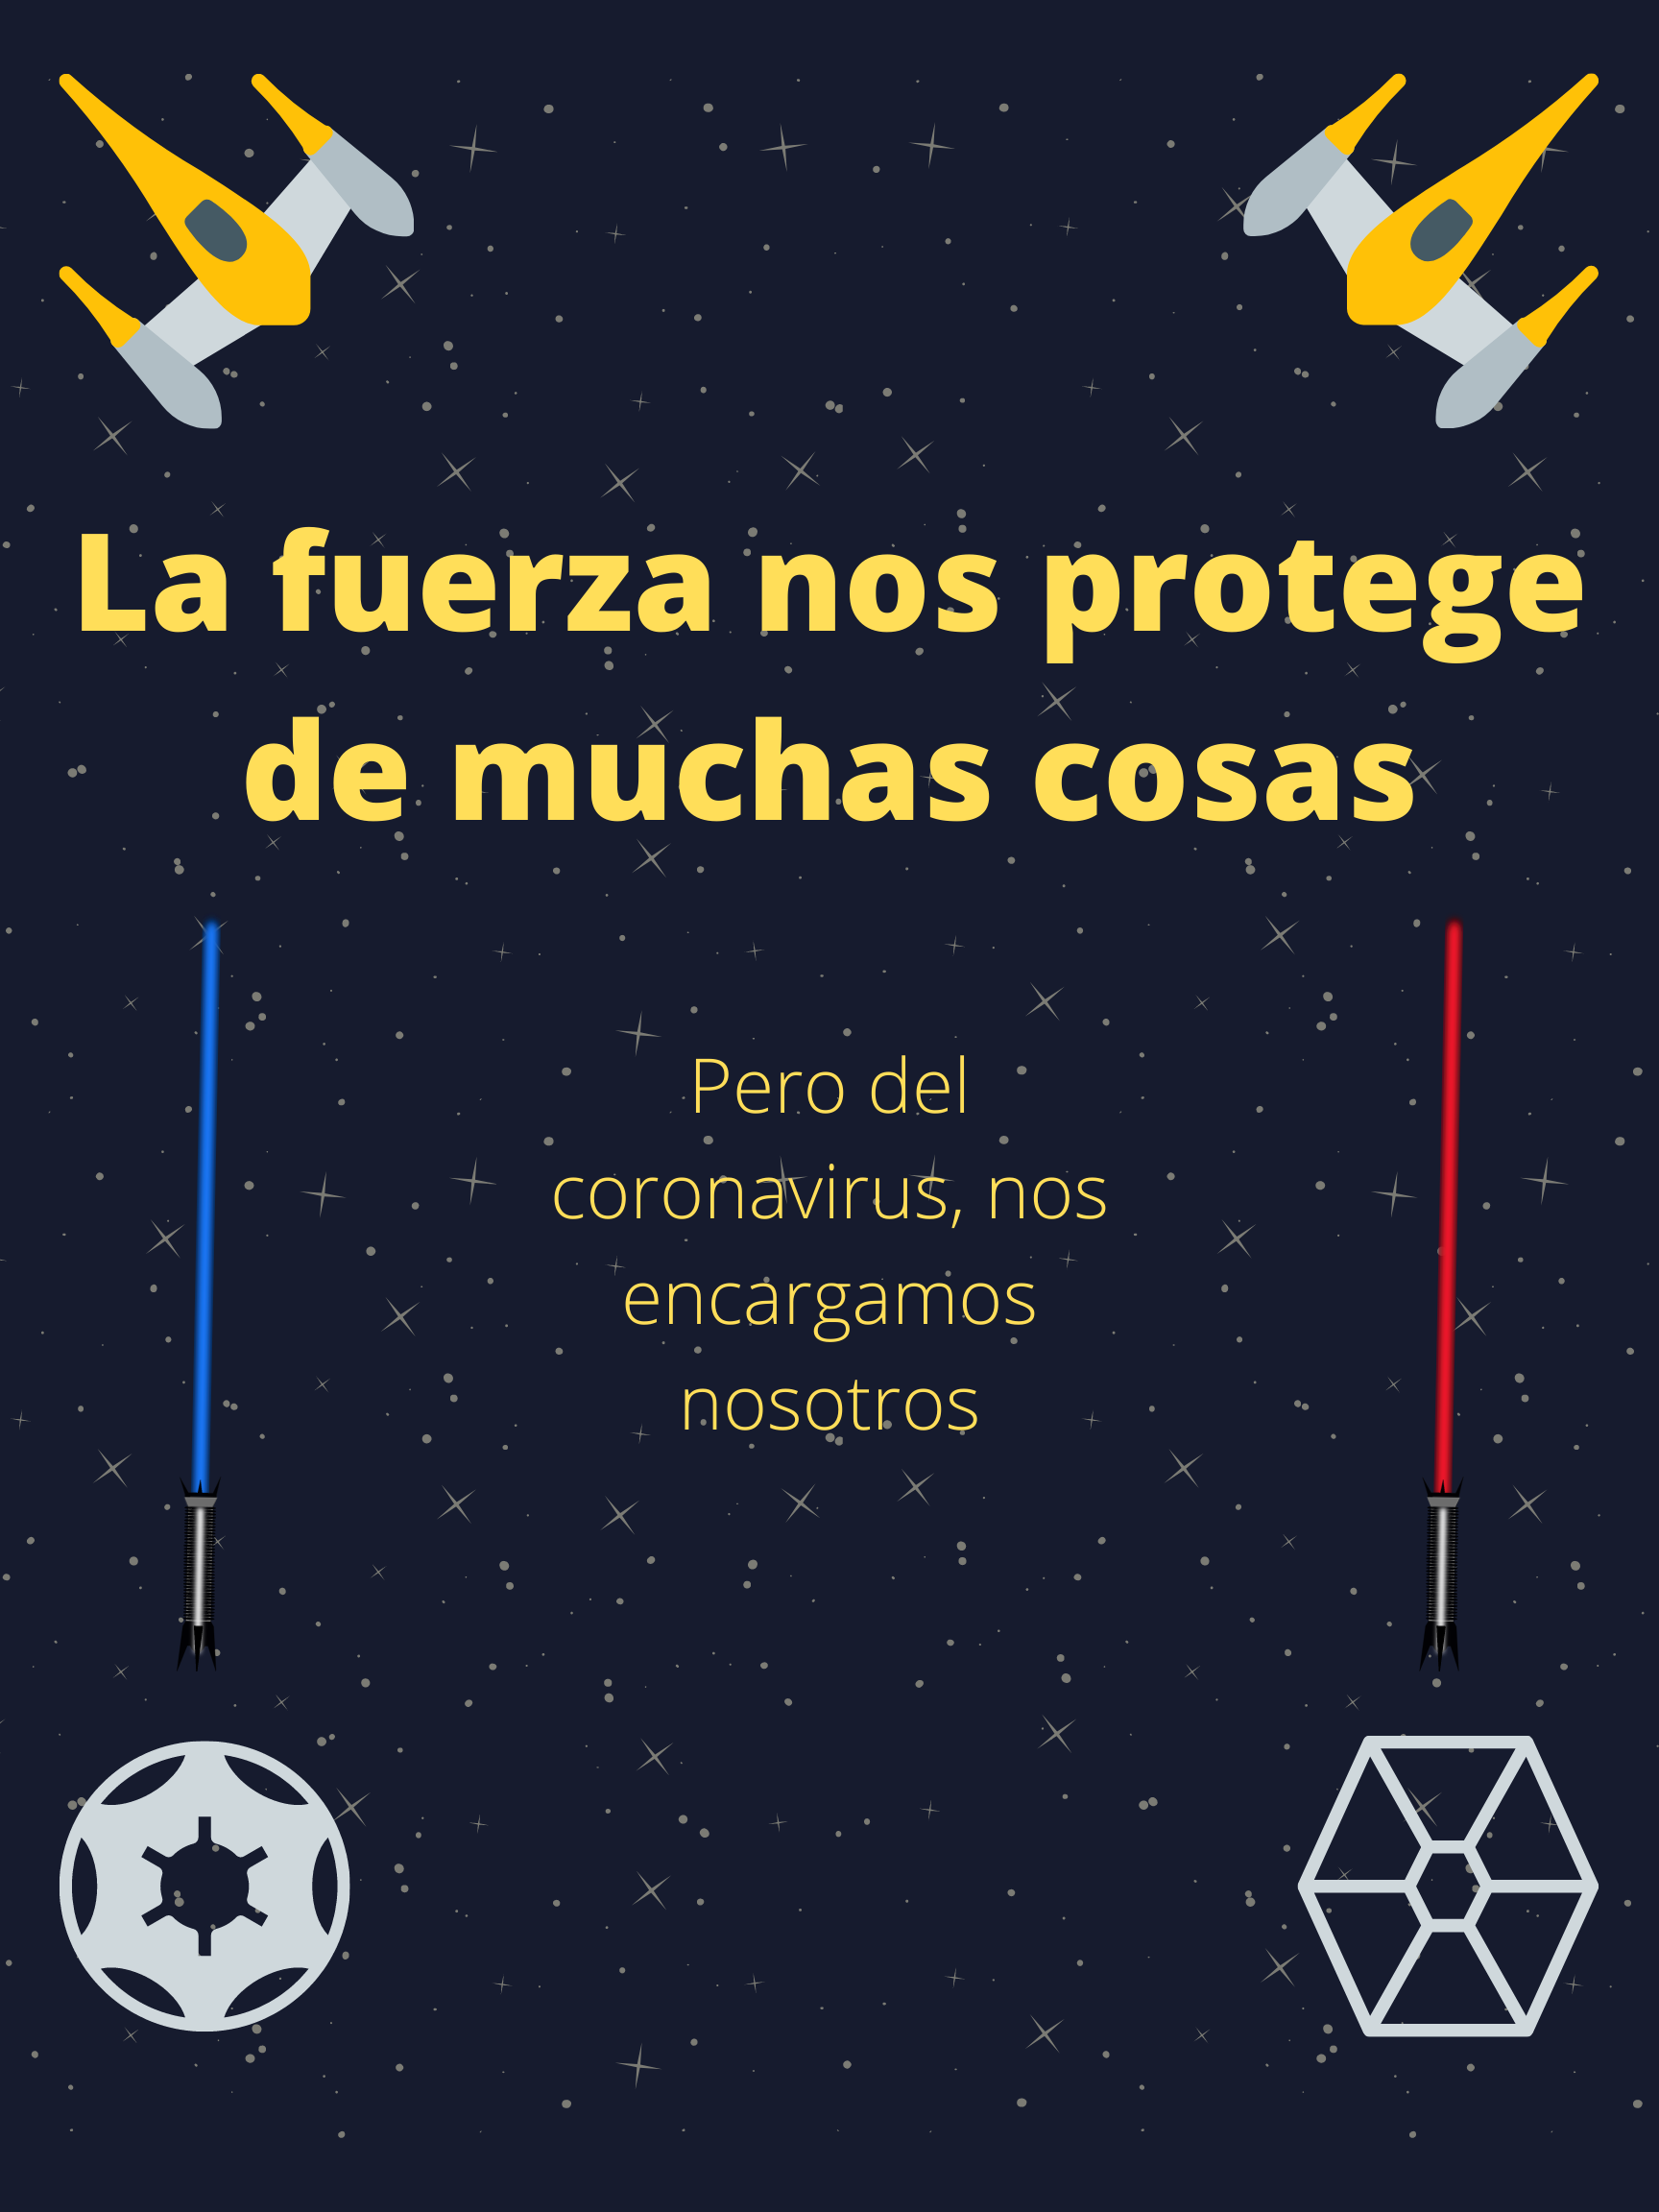 La fuerza nos protege
de muchas cosas
Pero del
coronavirus, nos
encargamos
nosotros